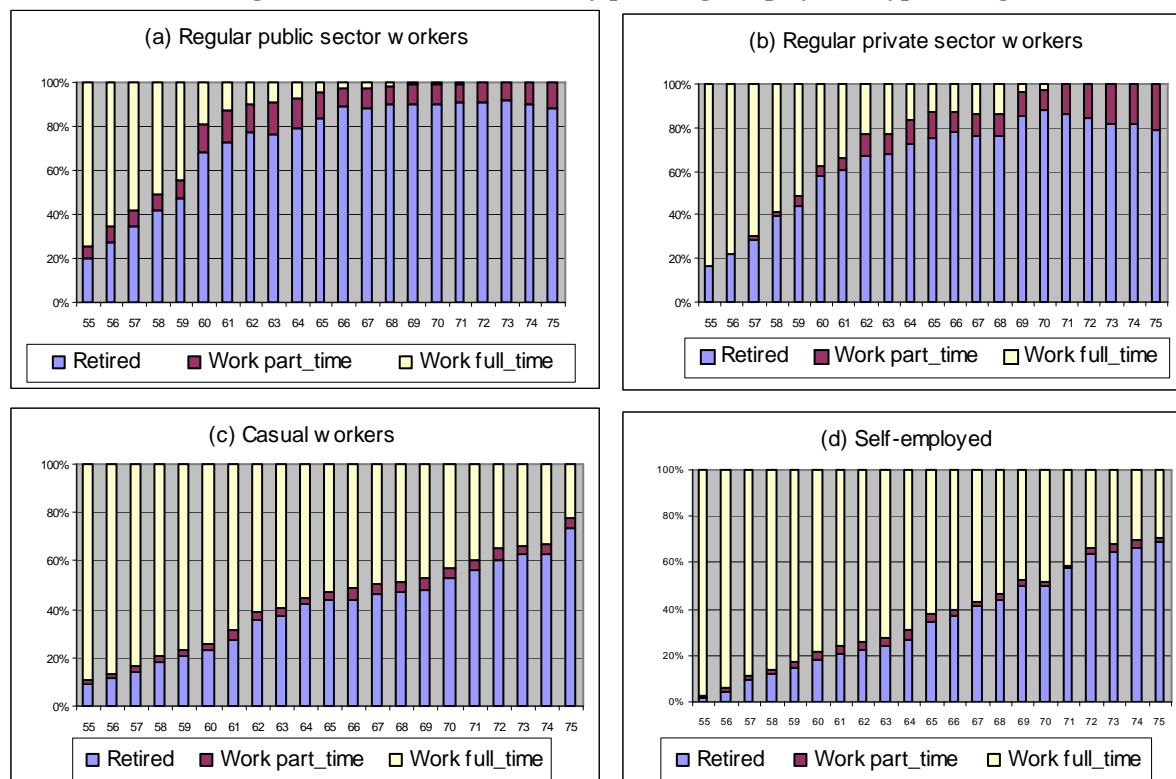 (a) Regular public sector workers
100%
80%
60%
40%
20%
0%
55 56 57 58 59 60 61 62 63 64 65 66 67 68 69 70 71 72 73 74 75
Retired Work part_time Work full_time
(b) Regular private sector workers
100%
80%
60%
40%
20%
0%
55 56 57 58 59 60 61 62 63 64 65 66 67 68 69 70 71 72 73 74 75
Retired Work part_time Work full_time
(c) Casual workers
100%
80%
60%
40%
20%
0%
55 56 57 58 59 60 61 62 63 64 65 66 67 68 69 70 71 72 73 74 75
Retired Work part_time Work full_time
(d) Self-employed
100%
80%
60%
40%
20%
0%
55 56 57 58 59 60 61 62 63 64 65 66 67 68 69 70 71 72 73 74 75
Retired Work part_time Work full_time